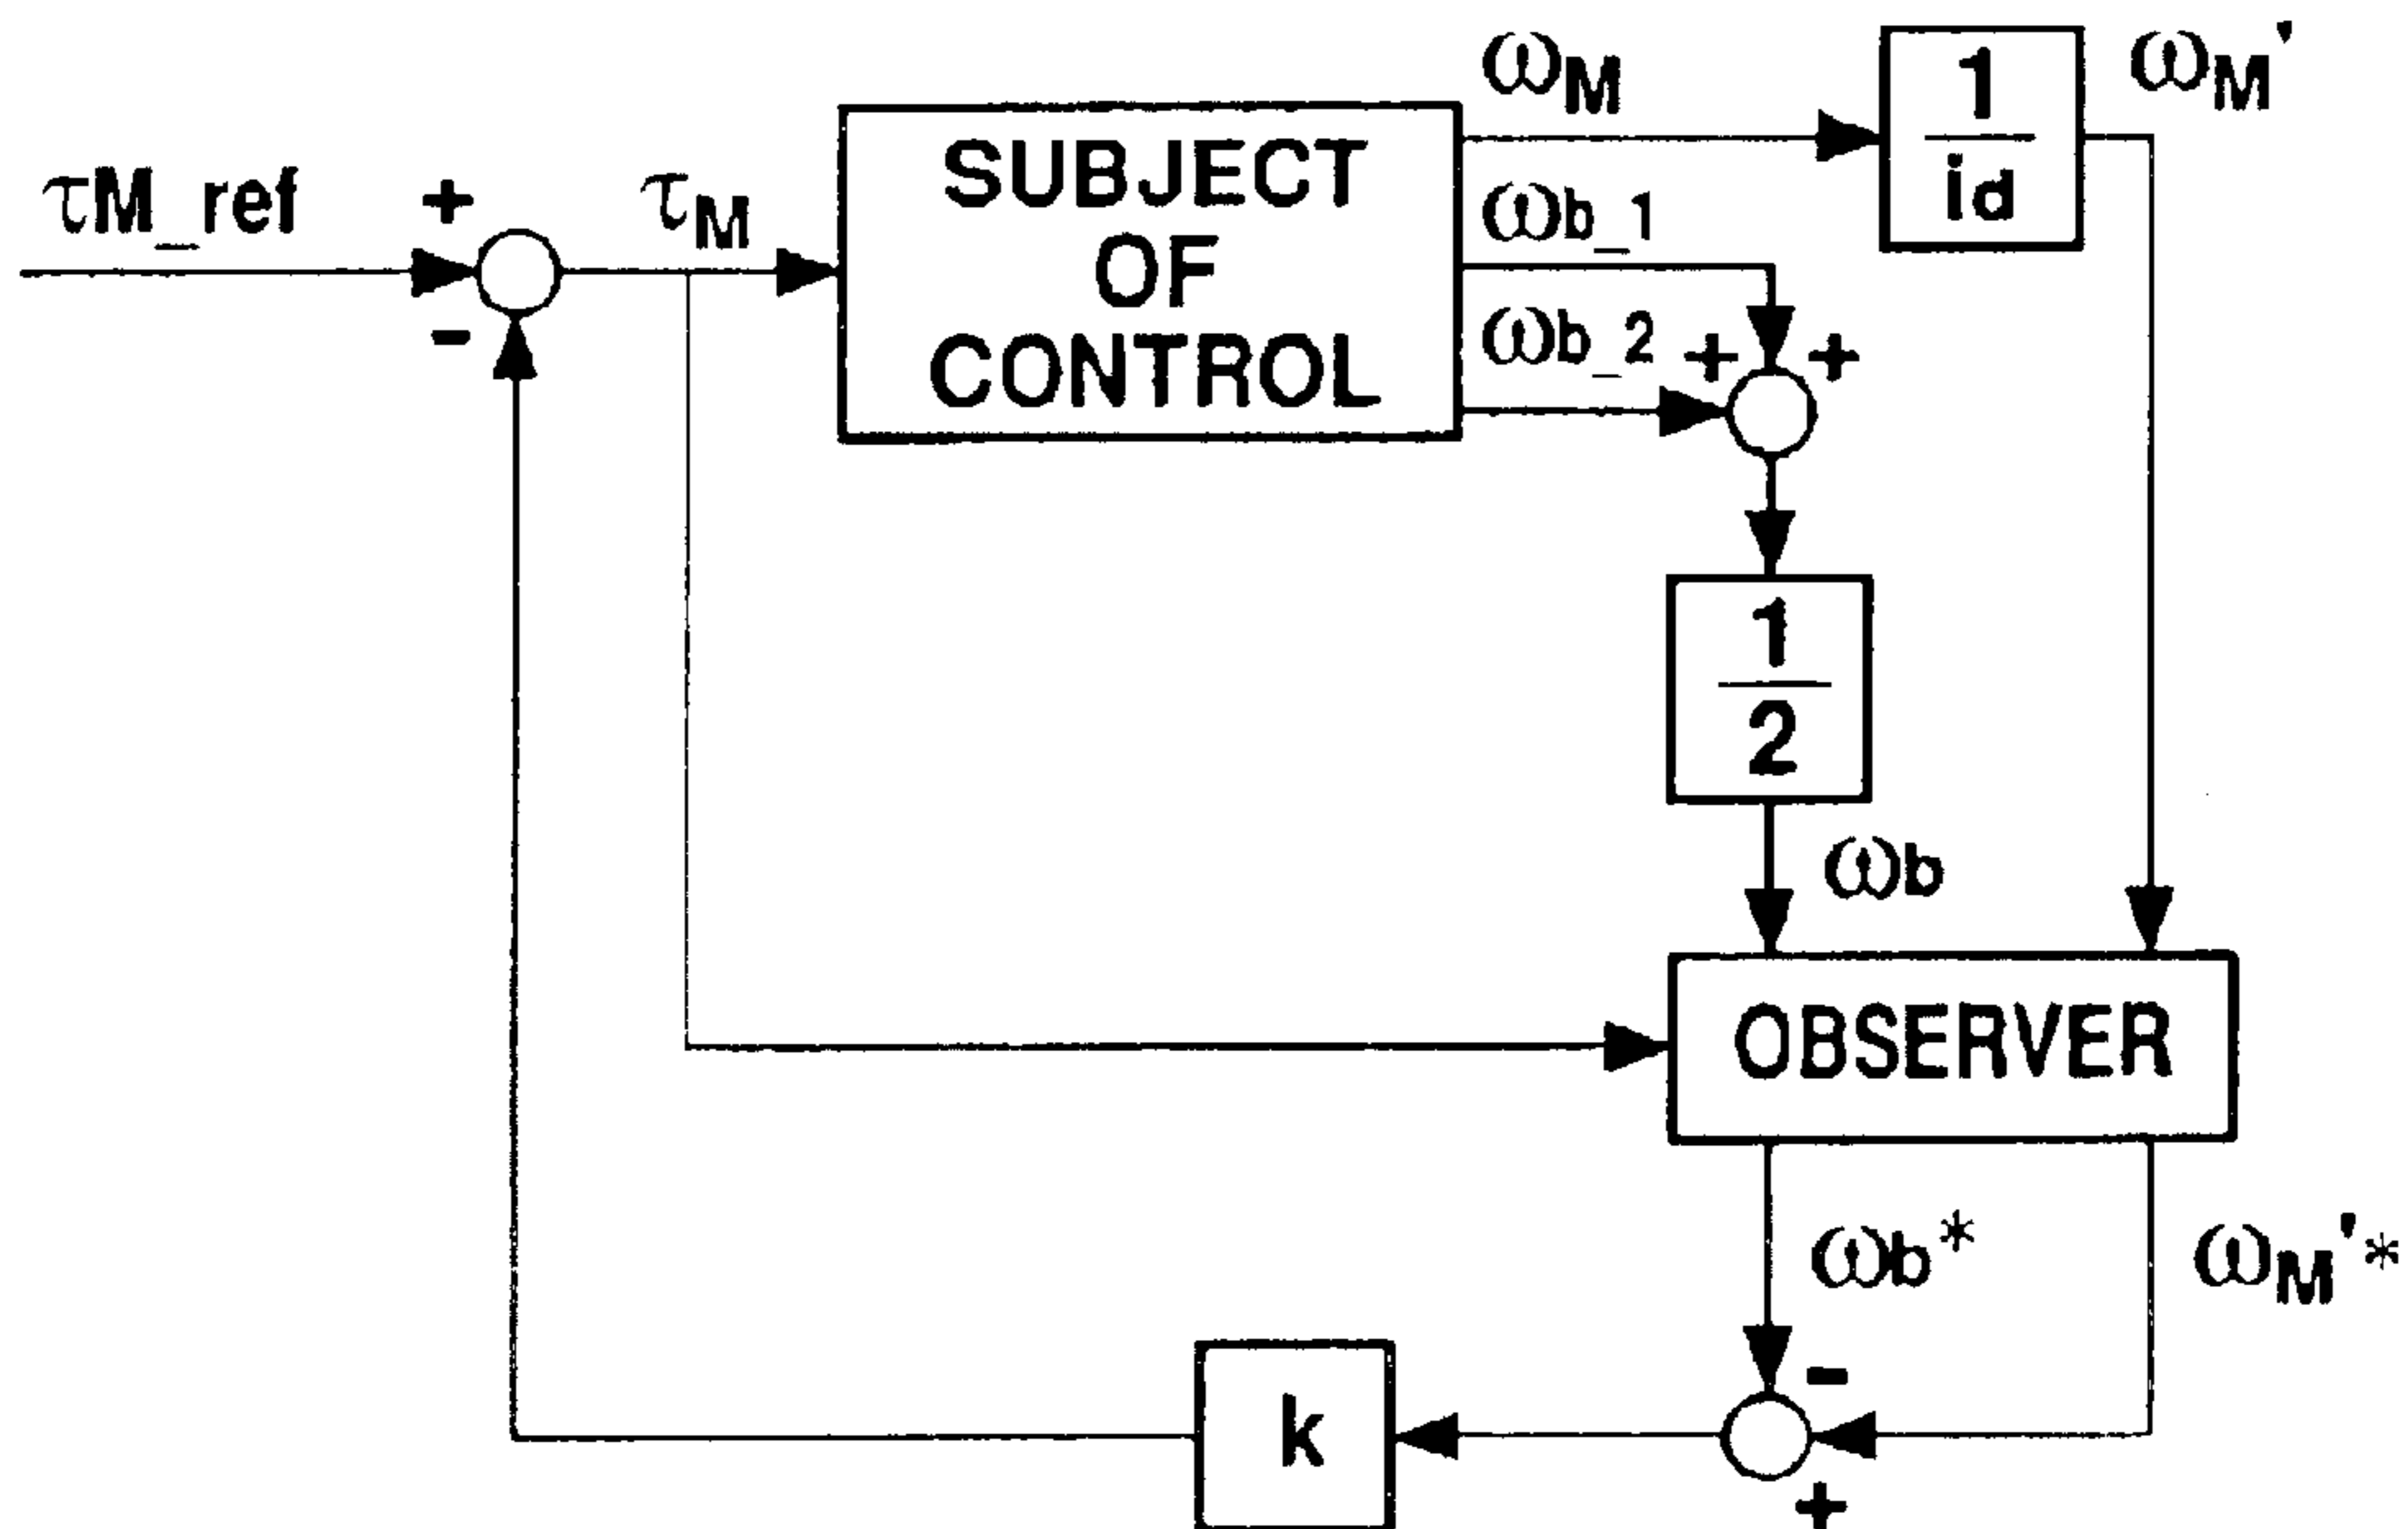 τM_ref
+
-
τM
SUBJECT
OF
CONTROL
ωM
1
id
ωM'
ωb_1
ωb_2
+
+
1
2
ωb
OBSERVER
ωb*
ωM'*
-
+
k